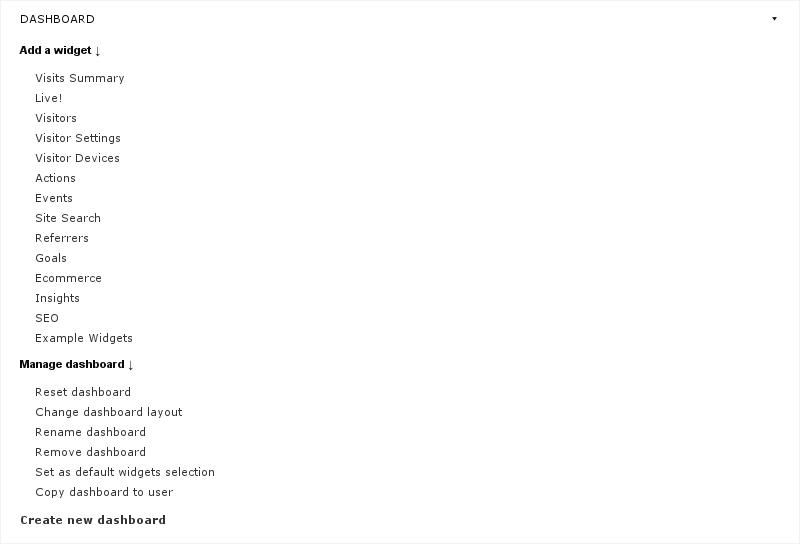 DASHBOARD ▾
Add a widget ↓
Visits Summary
Live!
Visitors
Visitor Settings
Visitor Devices
Actions
Events
Site Search
Referrers
Goals
Ecommerce
Insights
SEO
Example Widgets
Manage dashboard ↓
Reset dashboard
Change dashboard layout
Rename dashboard
Remove dashboard
Set as default widgets selection
Copy dashboard to user
Create new dashboard